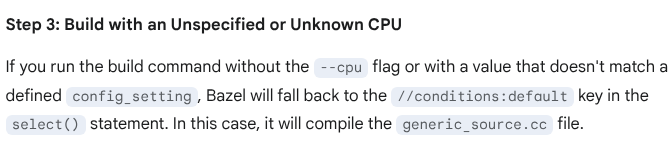 Step 3: Build with an Unspecified or Unknown CPU
If you run the build command without the --cpu flag or with a value that doesn't match a
defined config_setting, Bazel will fall back to the //conditions:default key in the
select() statement. In this case, it will compile the generic_source.cc file.